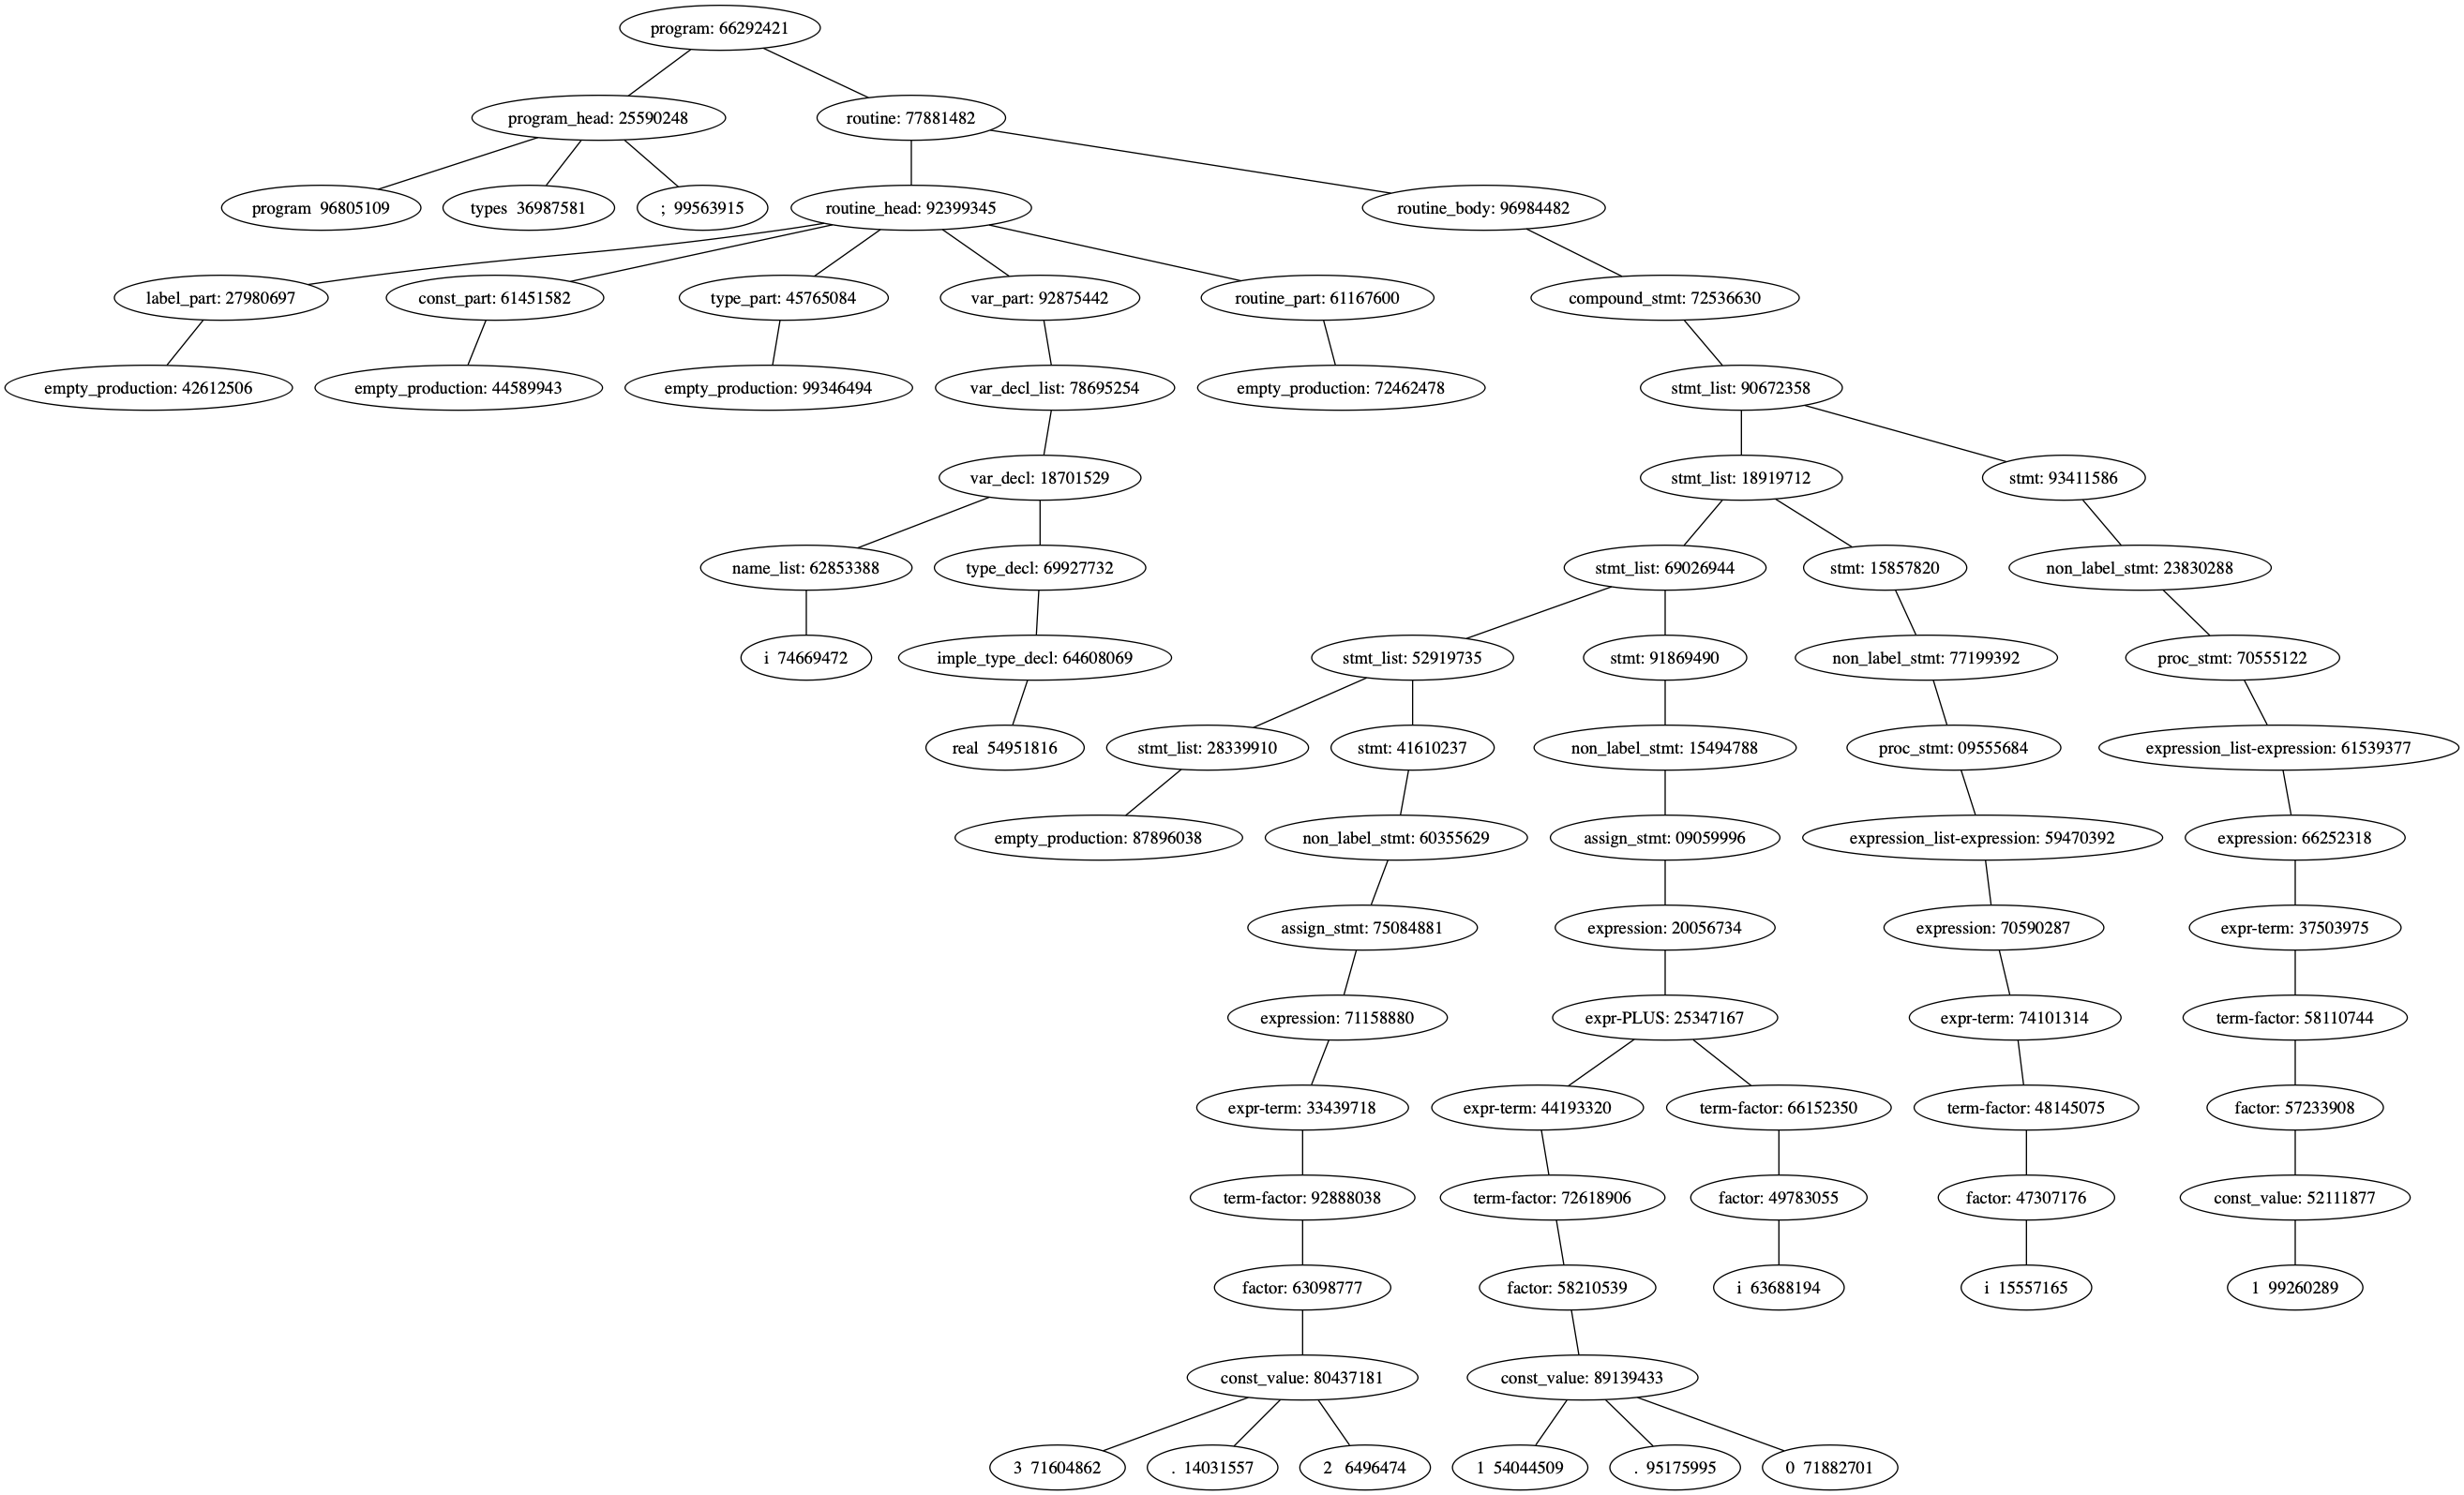 program: 66292421
program_head: 25590248
routine: 77881482
program 96805109
types 36987581
; 99563915
routine_head: 92399345
routine_body: 96984482
label_part: 27980697
const_part: 61451582
type_part: 45765084
var_part: 92875442
routine_part: 61167600
compound_stmt: 72536630
empty_production: 42612506
empty_production: 44589943
empty_production: 99346494
var_decl_list: 78695254
empty_production: 72462478
stmt_list: 90672358
var_decl: 18701529
stmt_list: 18919712
stmt: 93411586
name_list: 62853388
type_decl: 69927732
stmt_list: 69026944
stmt: 15857820
non_label_stmt: 23830288
i 74669472
imple_type_decl: 64608069
stmt_list: 52919735
stmt: 91869490
non_label_stmt: 77199392
proc_stmt: 70555122
real 54951816
stmt_list: 28339910
stmt: 41610237
non_label_stmt: 15494788
proc_stmt: 09555684
expression_list-expression: 61539377
empty_production: 87896038
non_label_stmt: 60355629
assign_stmt: 09059996
expression_list-expression: 59470392
expression: 66252318
assign_stmt: 75084881
expression: 20056734
expression: 70590287
expr-term: 37503975
expression: 71158880
expr-PLUS: 25347167
expr-term: 74101314
term-factor: 58110744
expr-term: 33439718
expr-term: 44193320
term-factor: 66152350
term-factor: 48145075
factor: 57233908
term-factor: 92888038
term-factor: 72618906
factor: 49783055
factor: 47307176
const_value: 52111877
factor: 63098777
factor: 58210539
i 63688194
i 15557165
1 99260289
const_value: 80437181
const_value: 89139433
3 71604862
. 14031557
2 6496474
1 54044509
. 95175995
0 71882701